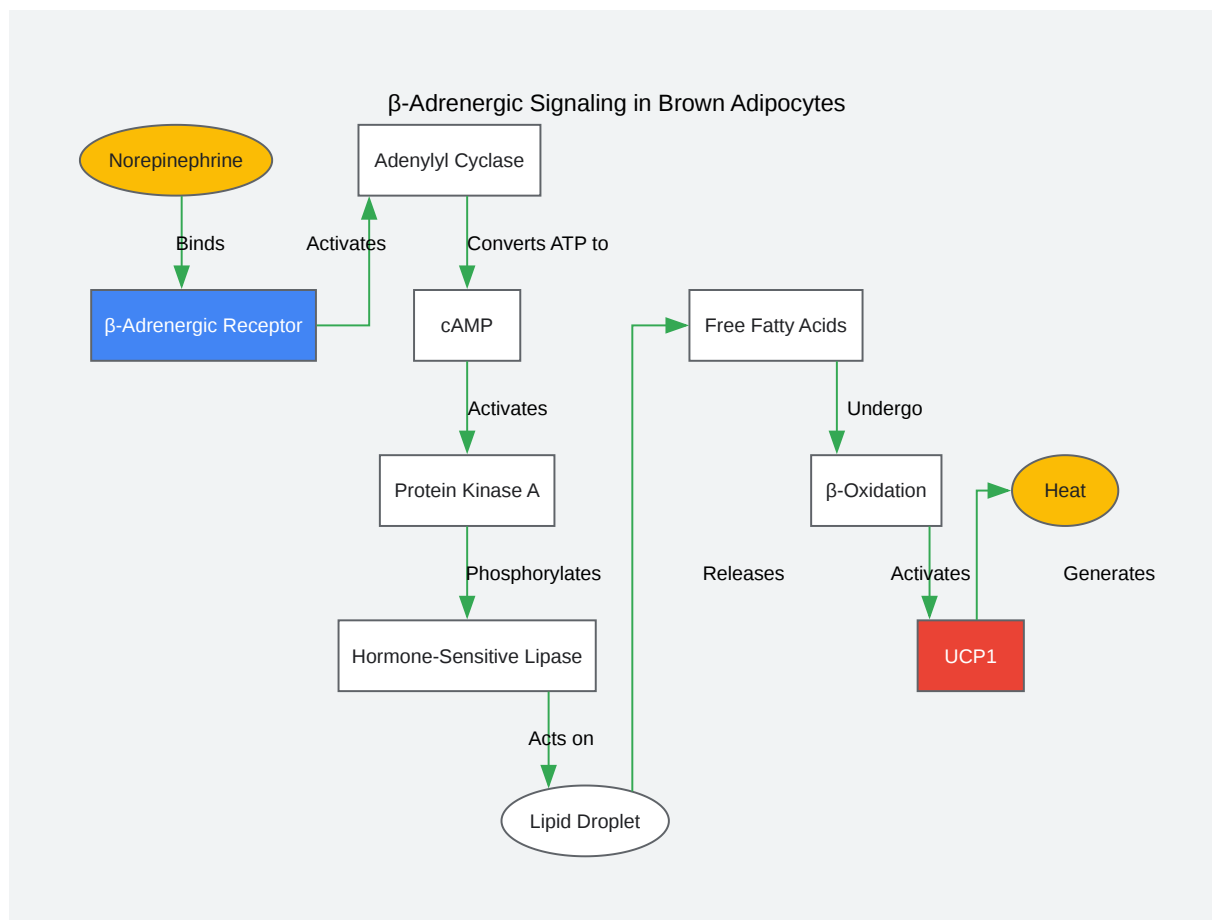 β-Adrenergic Signaling in Brown Adipocytes
Norepinephrine
Adenylyl Cyclase
Binds
Activates
Converts ATP to
β-Adrenergic Receptor
cAMP
Free Fatty Acids
Activates
Undergo
Protein Kinase A
β-Oxidation
Heat
Phosphorylates
Releases
Activates
Generates
Hormone-Sensitive Lipase
UCP1
Acts on
Lipid Droplet